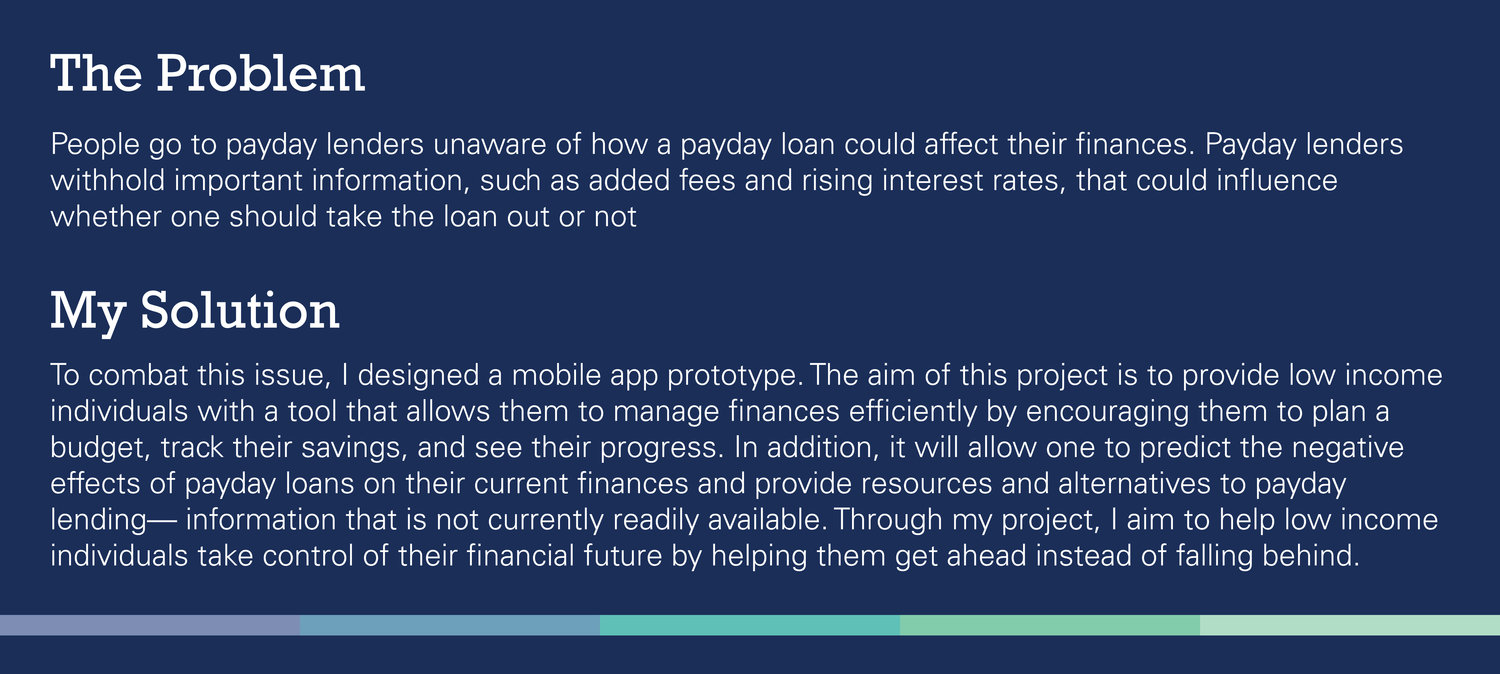 The Problem
People go to payday lenders unaware of how a payday loan could affect their finances. Payday lenders
withhold important information, such as added fees and rising interest rates, that could influence
whether one should take the loan out or not
My Solution
To combat this issue, I designed a mobile app prototype. The aim of this project is to provide low income
individuals with a tool that allows them to manage finances efficiently by encouraging them to plan a
budget, track their savings, and see their progress. In addition, it will allow one to predict the negative
effects of payday loans on their current finances and provide resources and alternatives to payday
lending— information that is not currently readily available. Through my project, I aim to help low income
individuals take control of their financial future by helping them get ahead instead of falling behind.